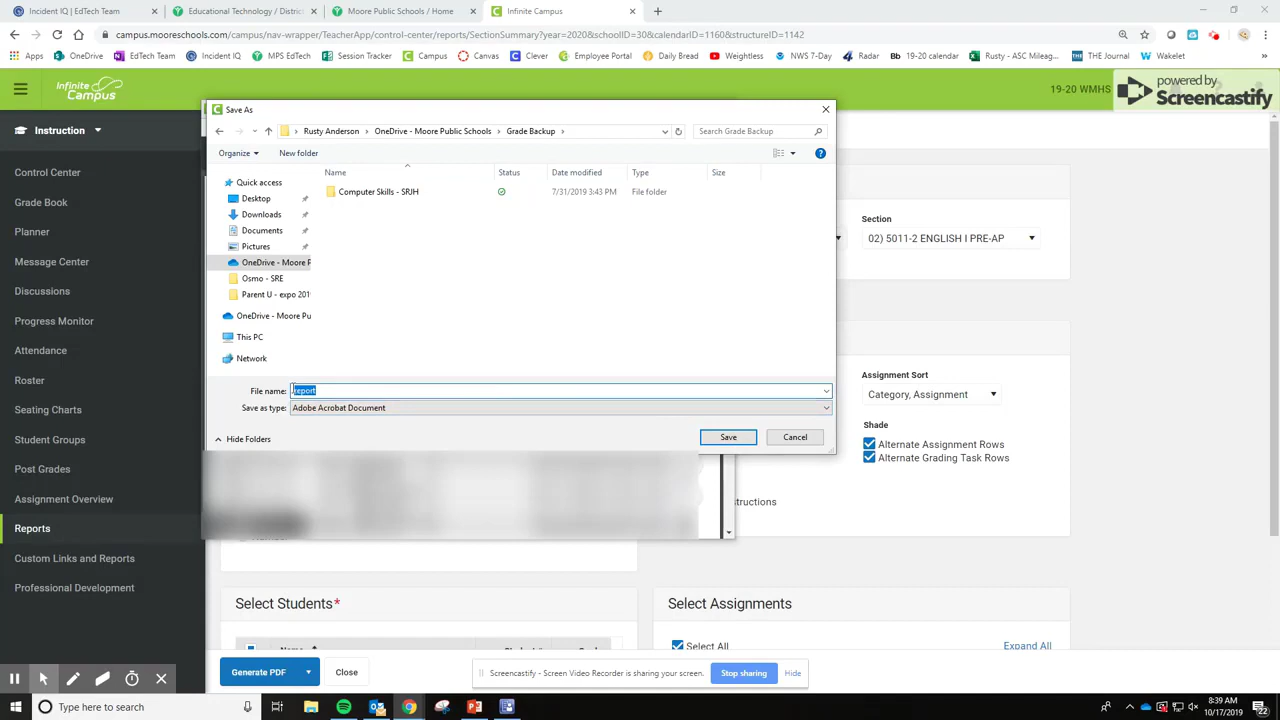 Incident IQ | EdTech Team
Educational Technology / Distric
Moore Public Schools / Home
Infinite Campus
campus.mooreschools.com/campus/nav-wrapper/TeacherApp/control-center/reports/SectionSummary?year=2020&schoolID=30&calendarID=1160&structureID=1142
Apps
OneDrive
EdTech Team
Incident IQ
MPS EdTech
Session Tracker
Campus
Canvas
Clever
Employee Portal
Daily Bread
Weightless
NWS 7-Day
Radar
Bb 19-20 calendar
Rusty - ASC Mileag...
THE THE Journal
Wakelet
»
Infinite
Campus
19-20 WMHS
powered by
Screencastify
Instruction
Control Center
Grade Book
Planner
Message Center
Discussions
Progress Monitor
Attendance
Roster
Seating Charts
Student Groups
Post Grades
Assignment Overview
Reports
Custom Links and Reports
Professional Development
Save As
Rusty Anderson
OneDrive - Moore Public Schools
Grade Backup
Search Grade Backup
Organize
New folder
Name
Status
Date modified
Type
Size
Computer Skills - SRJH
7/31/2019 3:43 PM
File folder
Quick access
Desktop
Downloads
Documents
Pictures
OneDrive - Moore P
Osmo - SRE
Parent U - expo 201
OneDrive - Moore Pu
This PC
Network
File name:
report
Save as type:
Adobe Acrobat Document
Hide Folders
Save
Cancel
Section
02) 5011-2 ENGLISH I PRE-AP
Assignment Sort
Category, Assignment
Shade
Alternate Assignment Rows
Alternate Grading Task Rows
structions
Select Students*
Select Assignments
Select All
Expand All
Generate PDF
Close
Screencastify - Screen Video Recorder is sharing your screen.
Stop sharing
Hide
Type here to search
8:39 AM
10/17/2019
22